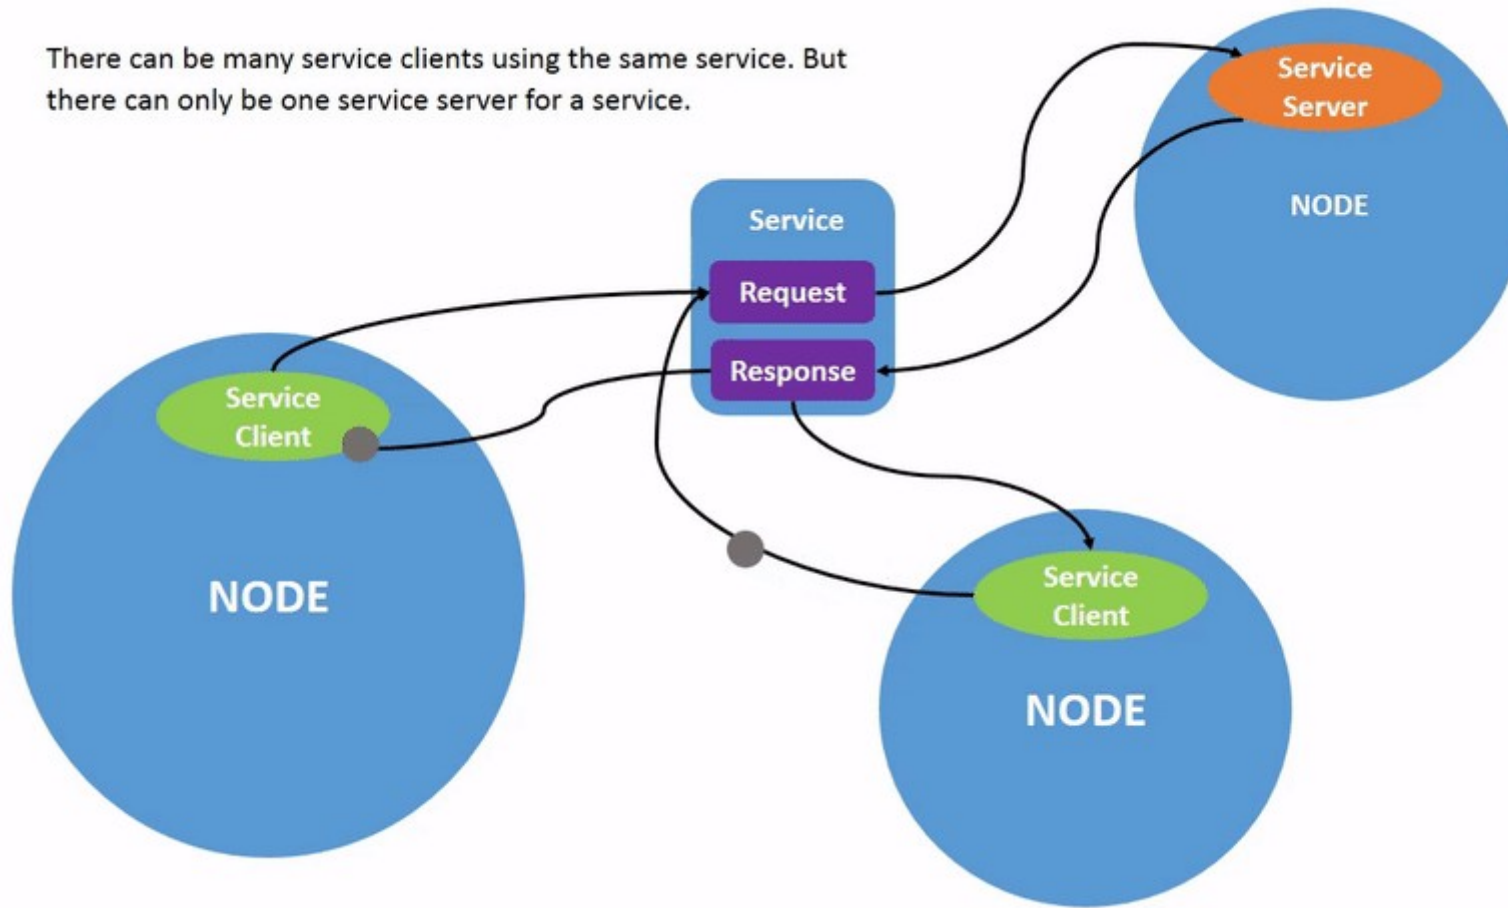 There can be many service clients using the same service. But
there can only be one service server for a service.
Service
Server
NODE
Service
Request
Response
Service
Client
NODE
Service
Client
NODE